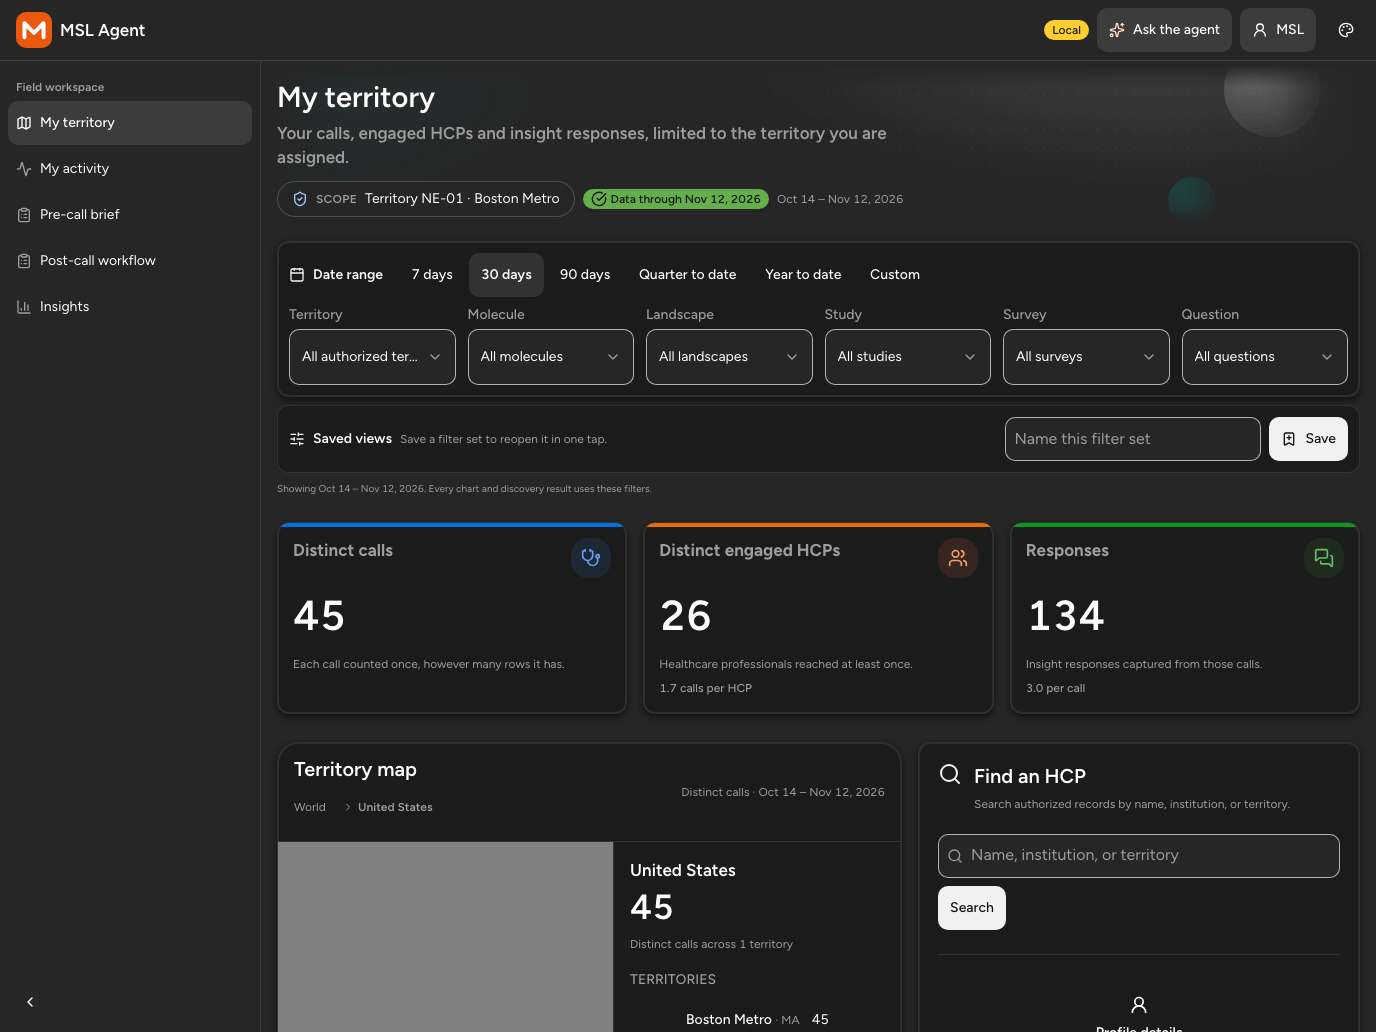 MSL Agent
Local
Ask the agent
MSL
Field workspace
My territory
My activity
Pre-call brief
Post-call workflow
Insights
My territory
Your calls, engaged HCPs and insight responses, limited to the territory you are
assigned.
SCOPE Territory NE-01 · Boston Metro
Data through Nov 12, 2026
Oct 14 – Nov 12, 2026
Date range
7 days
30 days
90 days
Quarter to date
Year to date
Custom
Territory
Molecule
Landscape
Study
Survey
Question
All authorized ter...
All molecules
All landscapes
All studies
All surveys
All questions
Saved views Save a filter set to reopen it in one tap.
Name this filter set
Save
Showing Oct 14 – Nov 12, 2026. Every chart and discovery result uses these filters.
Distinct calls
45
Each call counted once, however many rows it has.
Distinct engaged HCPs
26
Healthcare professionals reached at least once.
1.7 calls per HCP
Responses
134
Insight responses captured from those calls.
3.0 per call
Territory map
World > United States
Distinct calls · Oct 14 – Nov 12, 2026
United States
45
Distinct calls across 1 territory
TERRITORIES
Boston Metro · MA 45
Find an HCP
Search authorized records by name, institution, or territory.
Name, institution, or territory
Search
Profile details